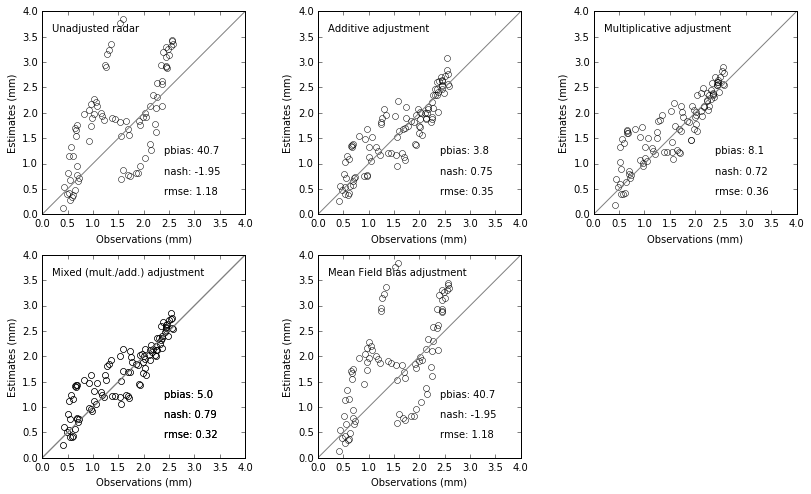 Unadjusted radar
4.0
3.5
3.0
2.5
2.0
1.5
1.0
0.5
0.0
Estimates (mm)
pbias: 40.7
nash: -1.95
rmse: 1.18
0.0 0.5 1.0 1.5 2.0 2.5 3.0 3.5 4.0
Observations (mm)
Additive adjustment
4.0
3.5
3.0
2.5
2.0
1.5
1.0
0.5
0.0
Estimates (mm)
pbias: 3.8
nash: 0.75
rmse: 0.35
0.0 0.5 1.0 1.5 2.0 2.5 3.0 3.5 4.0
Observations (mm)
Multiplicative adjustment
4.0
3.5
3.0
2.5
2.0
1.5
1.0
0.5
0.0
Estimates (mm)
pbias: 8.1
nash: 0.72
rmse: 0.36
0.0 0.5 1.0 1.5 2.0 2.5 3.0 3.5 4.0
Observations (mm)
Mixed (mult./add.) adjustment
4.0
3.5
3.0
2.5
2.0
1.5
1.0
0.5
0.0
Estimates (mm)
pbias: 5.0
nash: 0.79
rmse: 0.32
0.0 0.5 1.0 1.5 2.0 2.5 3.0 3.5 4.0
Observations (mm)
Mean Field Bias adjustment
4.0
3.5
3.0
2.5
2.0
1.5
1.0
0.5
0.0
Estimates (mm)
pbias: 40.7
nash: -1.95
rmse: 1.18
0.0 0.5 1.0 1.5 2.0 2.5 3.0 3.5 4.0
Observations (mm)